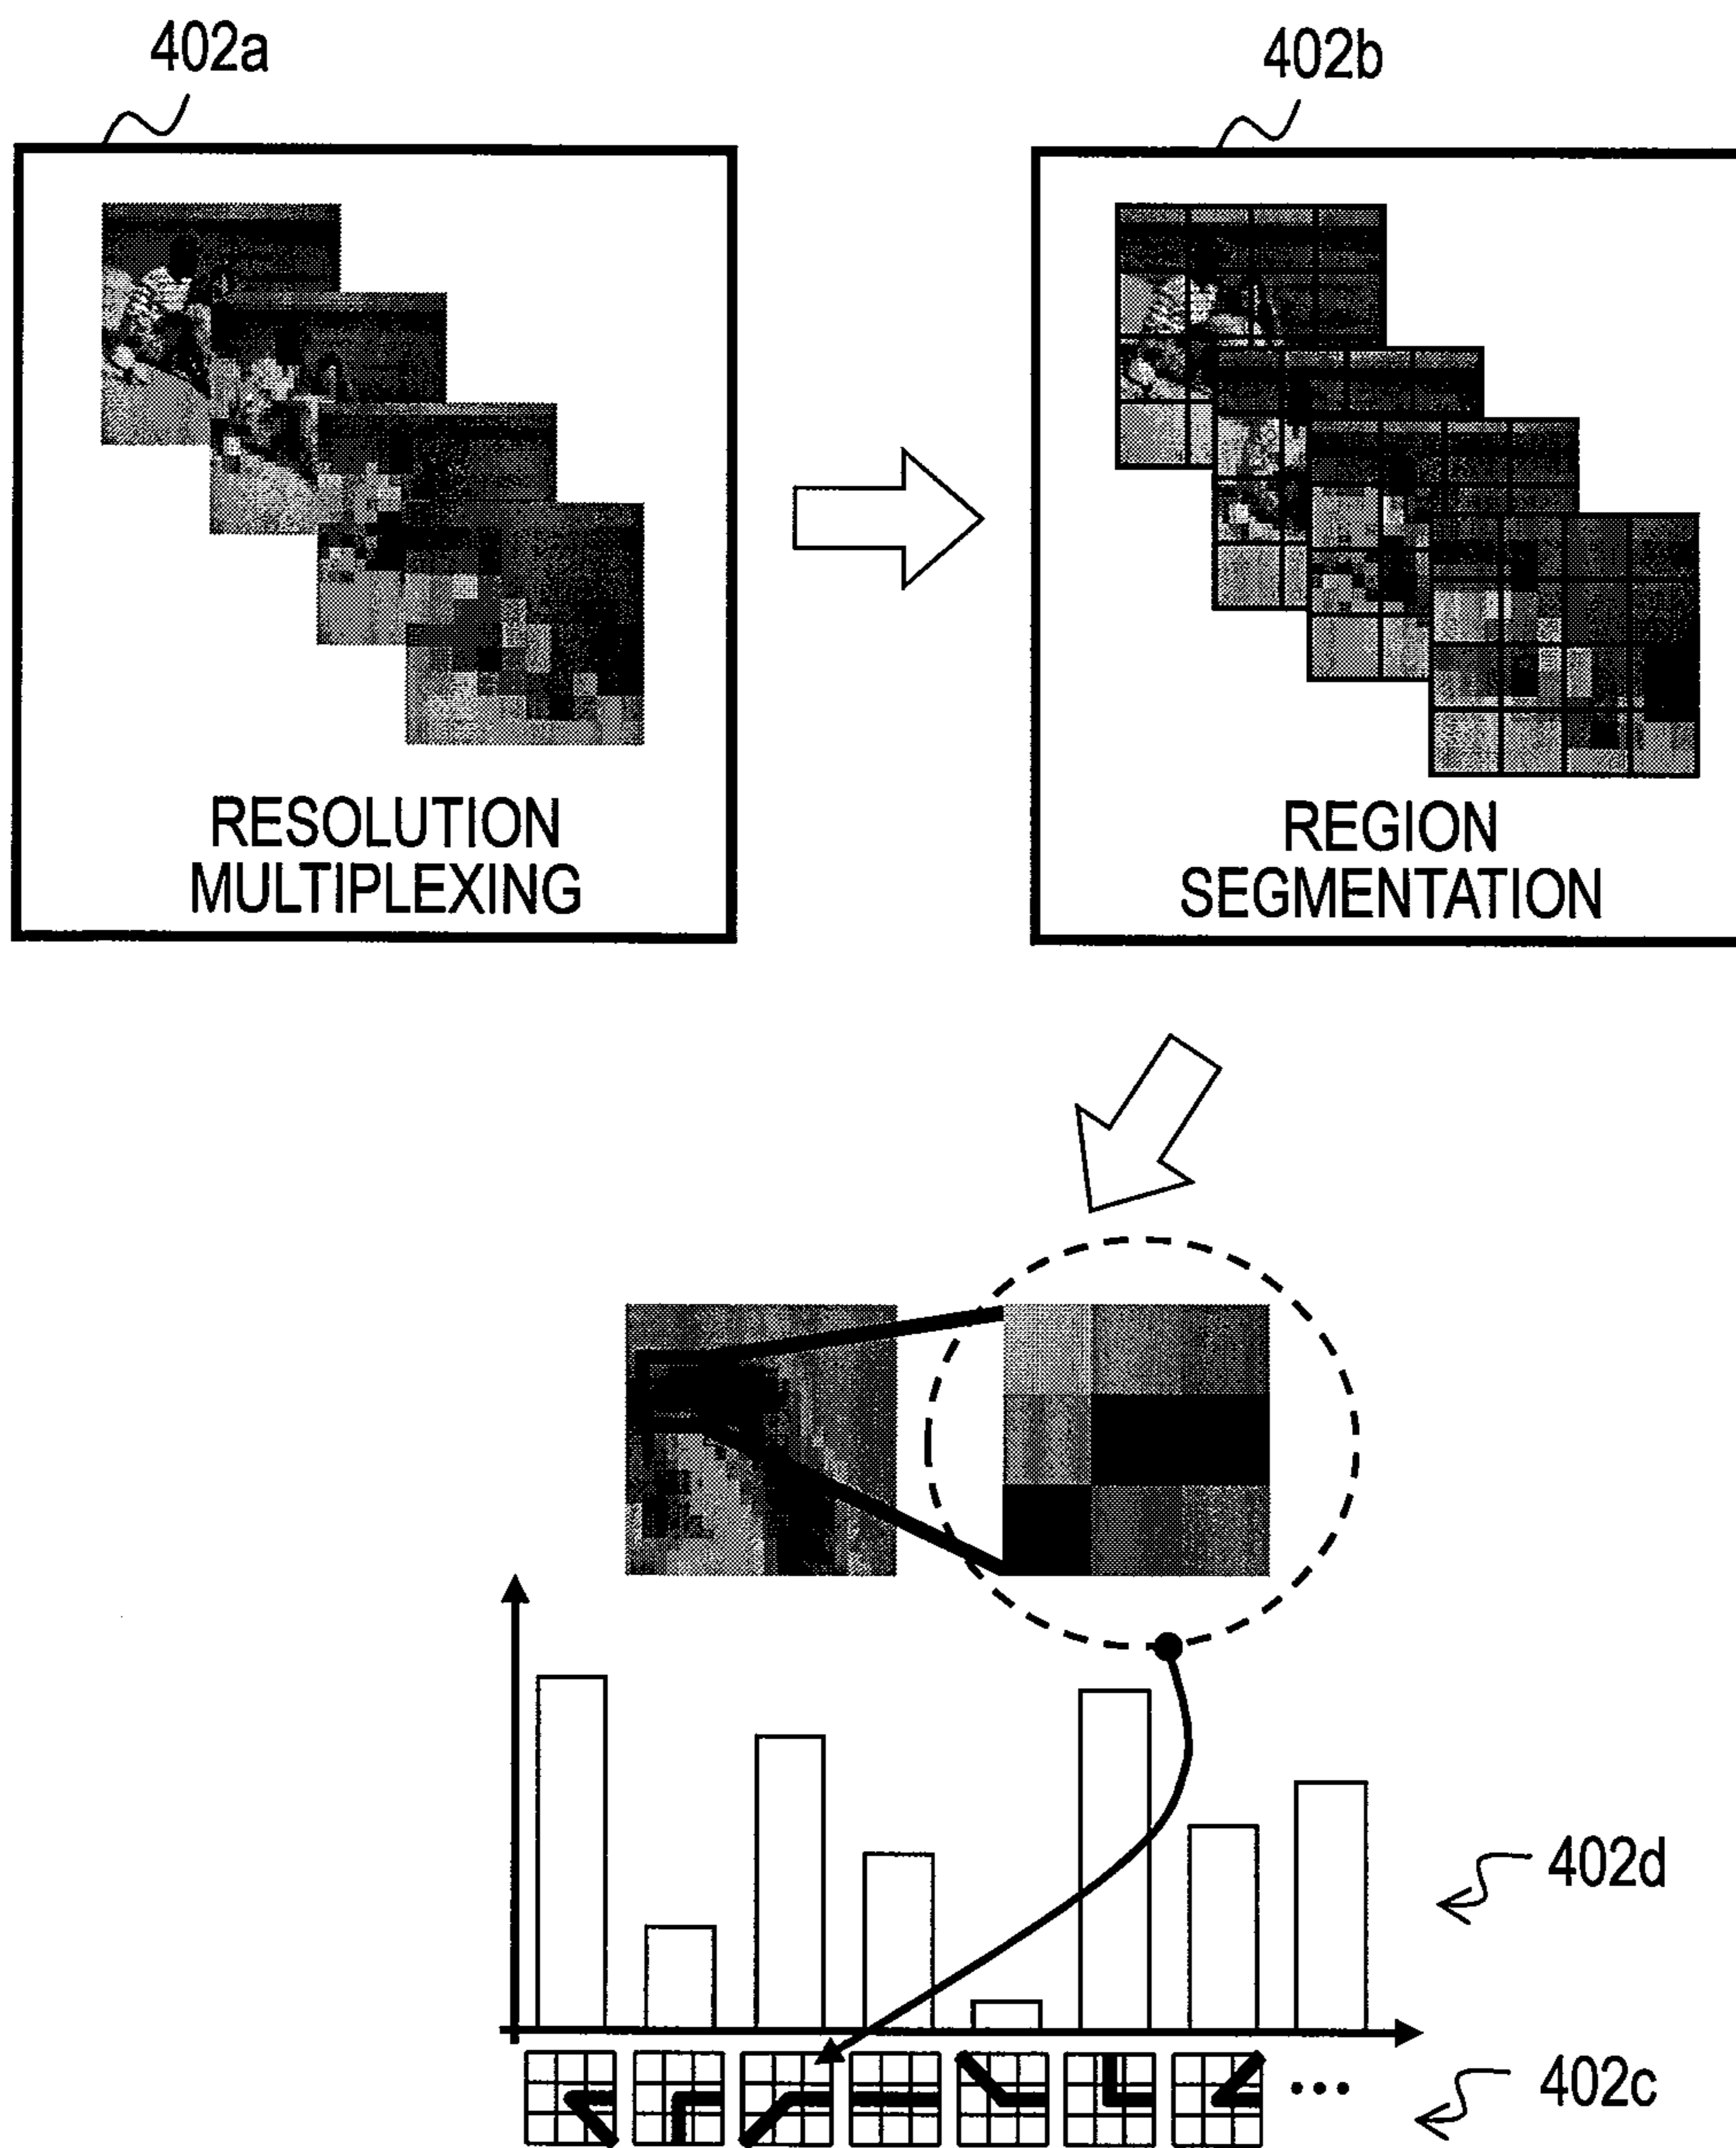 402a
402b
RESOLUTION
MULTIPLEXING
REGION
SEGMENTATION
402d
...
402c